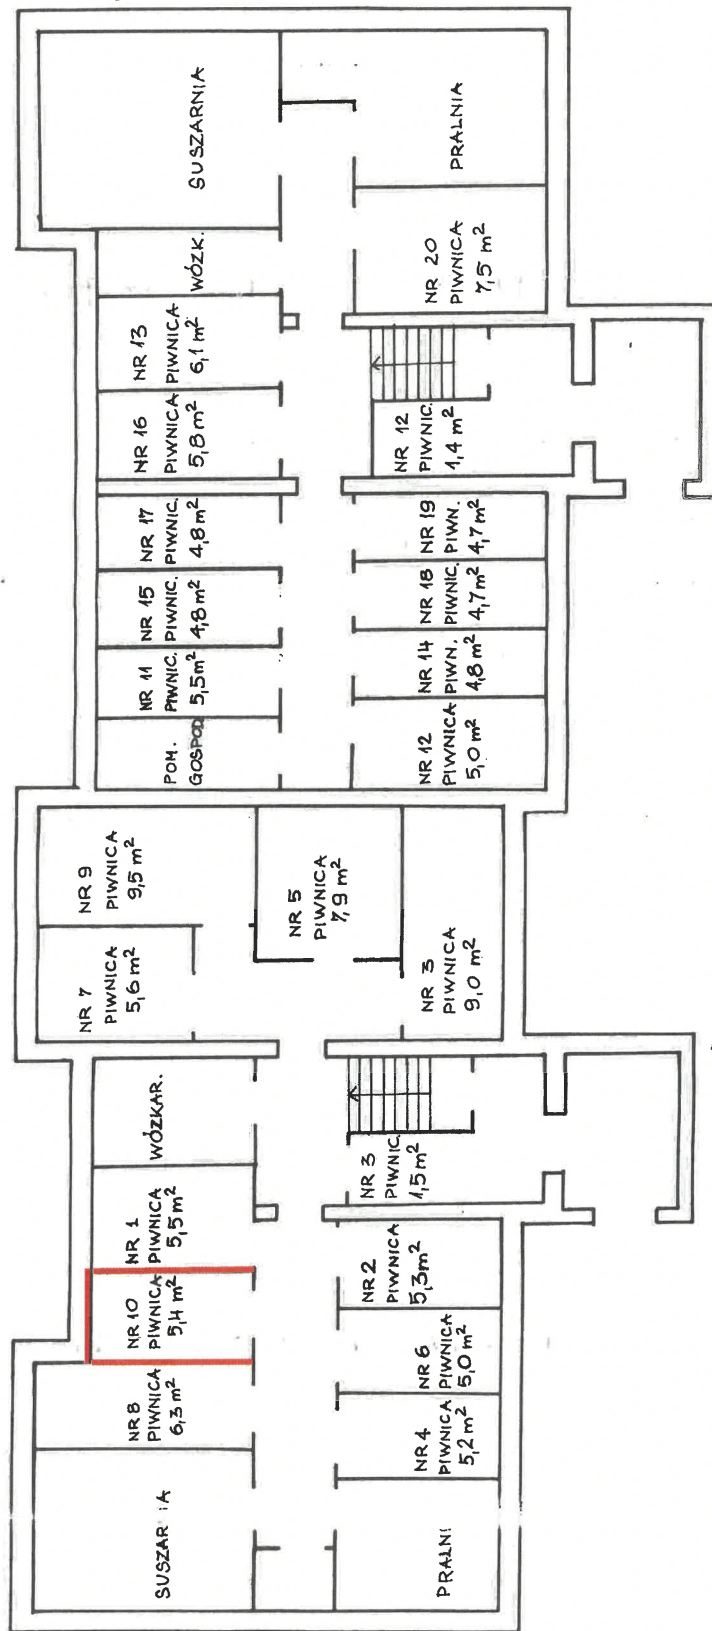 SUSZARNIA
PRALNIA
WÓZK.
NR 20
PIWNICA
7,5 m²
NR 13
PIWNICA
6,1 m²
NR 16
PIWNICA
5,8 m²
NR 12
PIWNIC.
1,4 m²
NR 17
PIWNIC.
4,8 m²
NR 19
PIWN.
4,7 m²
NR 15
PIWNIC.
4,8 m²
NR 18
PIWNIC.
4,7 m²
NR 11
PIWNIC.
5,5 m²
NR 14
PIWN.
4,8 m²
POM.
GOSPOD
NR 12
PIWNICA
5,0 m²
NR 9
PIWNICA
9,5 m²
NR 5
PIWNICA
7,9 m²
NR 7
PIWNICA
5,6 m²
NR 3
PIWNICA
9,0 m²
WÓZKAR.
NR 3
PIWNIC.
1,5 m²
NR 1
PIWNICA
5,5 m²
NR 2
PIWNICA
5,3 m²
NR 10
PIWNICA
5,4 m²
NR 6
PIWNICA
5,0 m²
NR 8
PIWNICA
6,3 m²
NR 4
PIWNICA
5,2 m²
SUSZAR IA
PRALNI